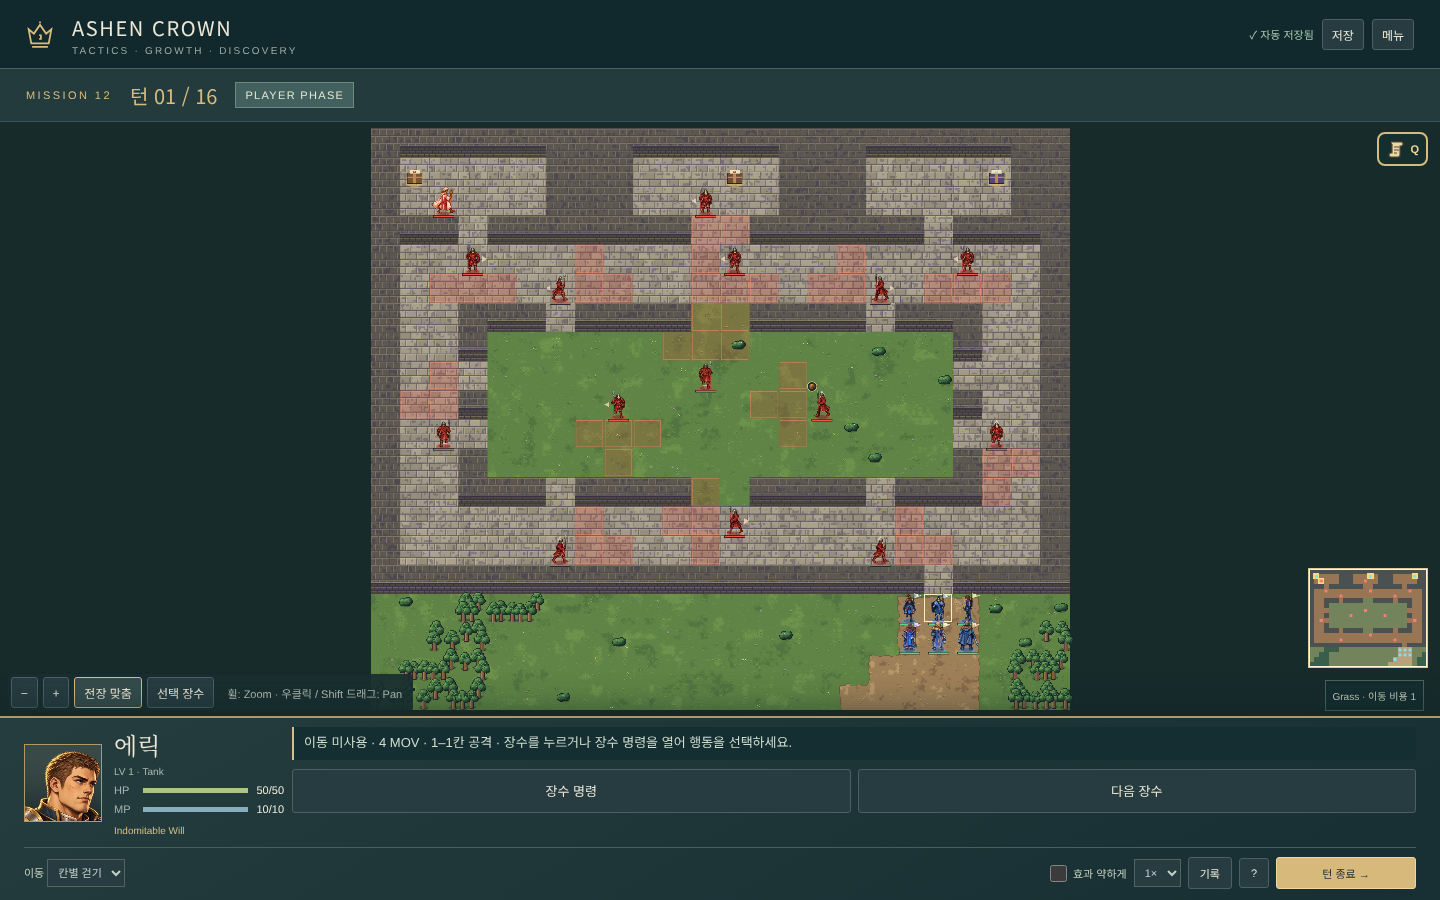 ASHEN CROWN
TACTICS · GROWTH · DISCOVERY
✓ 자동 저장됨
저장
메뉴
MISSION 12
턴 01 / 16
PLAYER PHASE
Q
−
+
전장 맞춤
선택 장수
휠: Zoom · 우클릭 / Shift 드래그: Pan
Grass · 이동 비용 1
에릭
LV 1 · Tank
HP 50/50
MP 10/10
Indomitable Will
이동 미사용 · 4 MOV · 1–1칸 공격 · 장수를 누르거나 장수 명령을 열어 행동을 선택하세요.
장수 명령
다음 장수
이동 칸별 걷기
효과 약하게
1×
기록
?
턴 종료 →